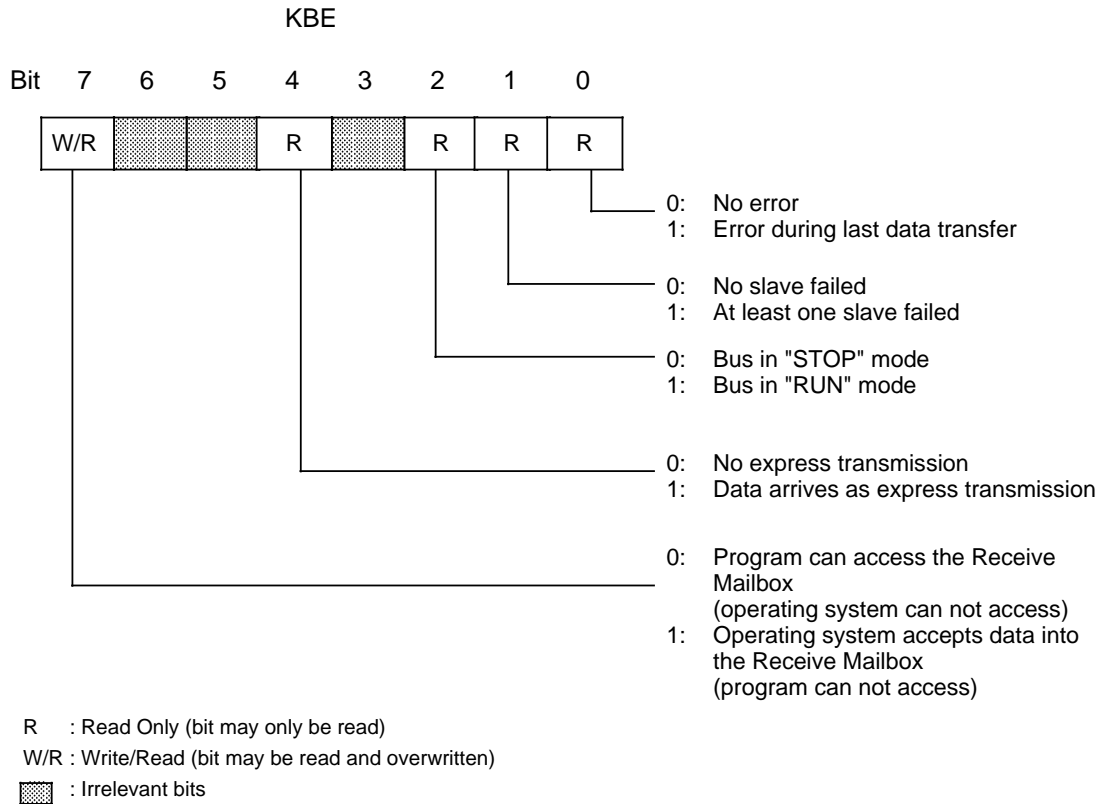 KBE
Bit 7 6 5 4 3 2 1 0
W/R R R R R
0: No error
1: Error during last data transfer
0: No slave failed
1: At least one slave failed
0: Bus in "STOP" mode
1: Bus in "RUN" mode
0: No express transmission
1: Data arrives as express transmission
0: Program can access the Receive
Mailbox
(operating system can not access)
1: Operating system accepts data into
the Receive Mailbox
(program can not access)
R : Read Only (bit may only be read)
W/R : Write/Read (bit may be read and overwritten)
: Irrelevant bits